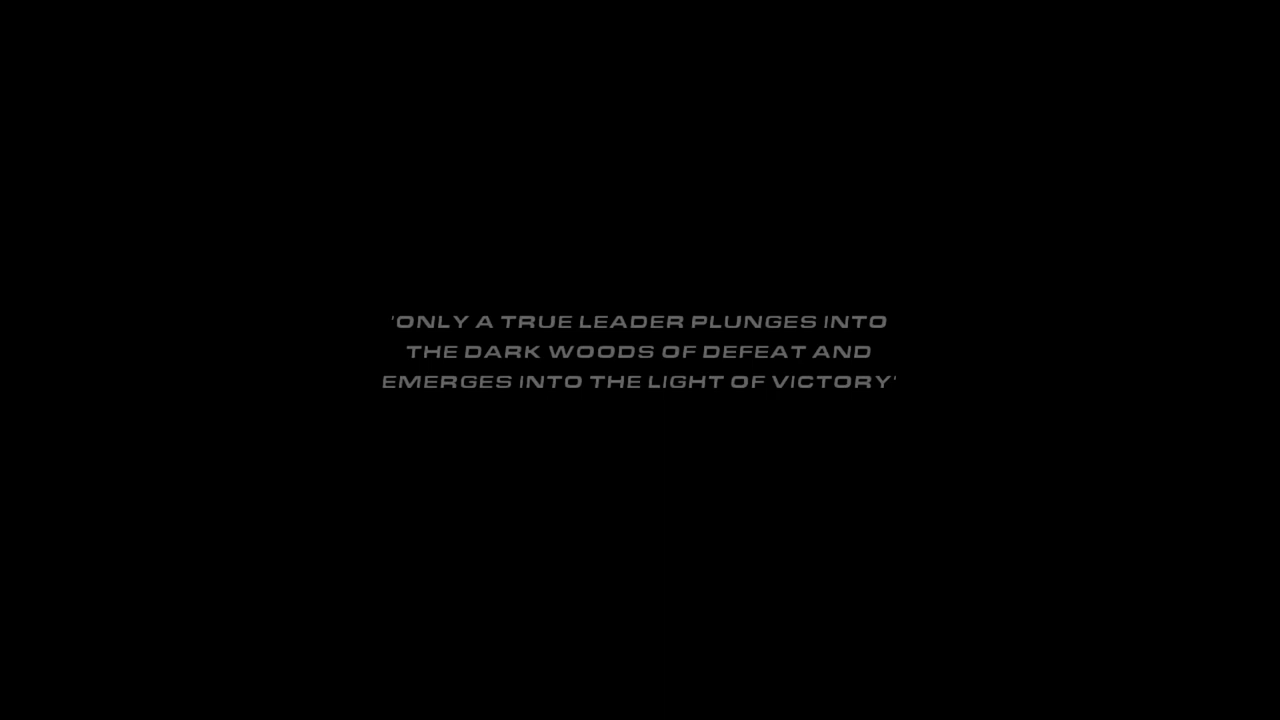 'ONLY A TRUE LEADER PLUNGES INTO
THE DARK WOODS OF DEFEAT AND
EMERGES INTO THE LIGHT OF VICTORY'